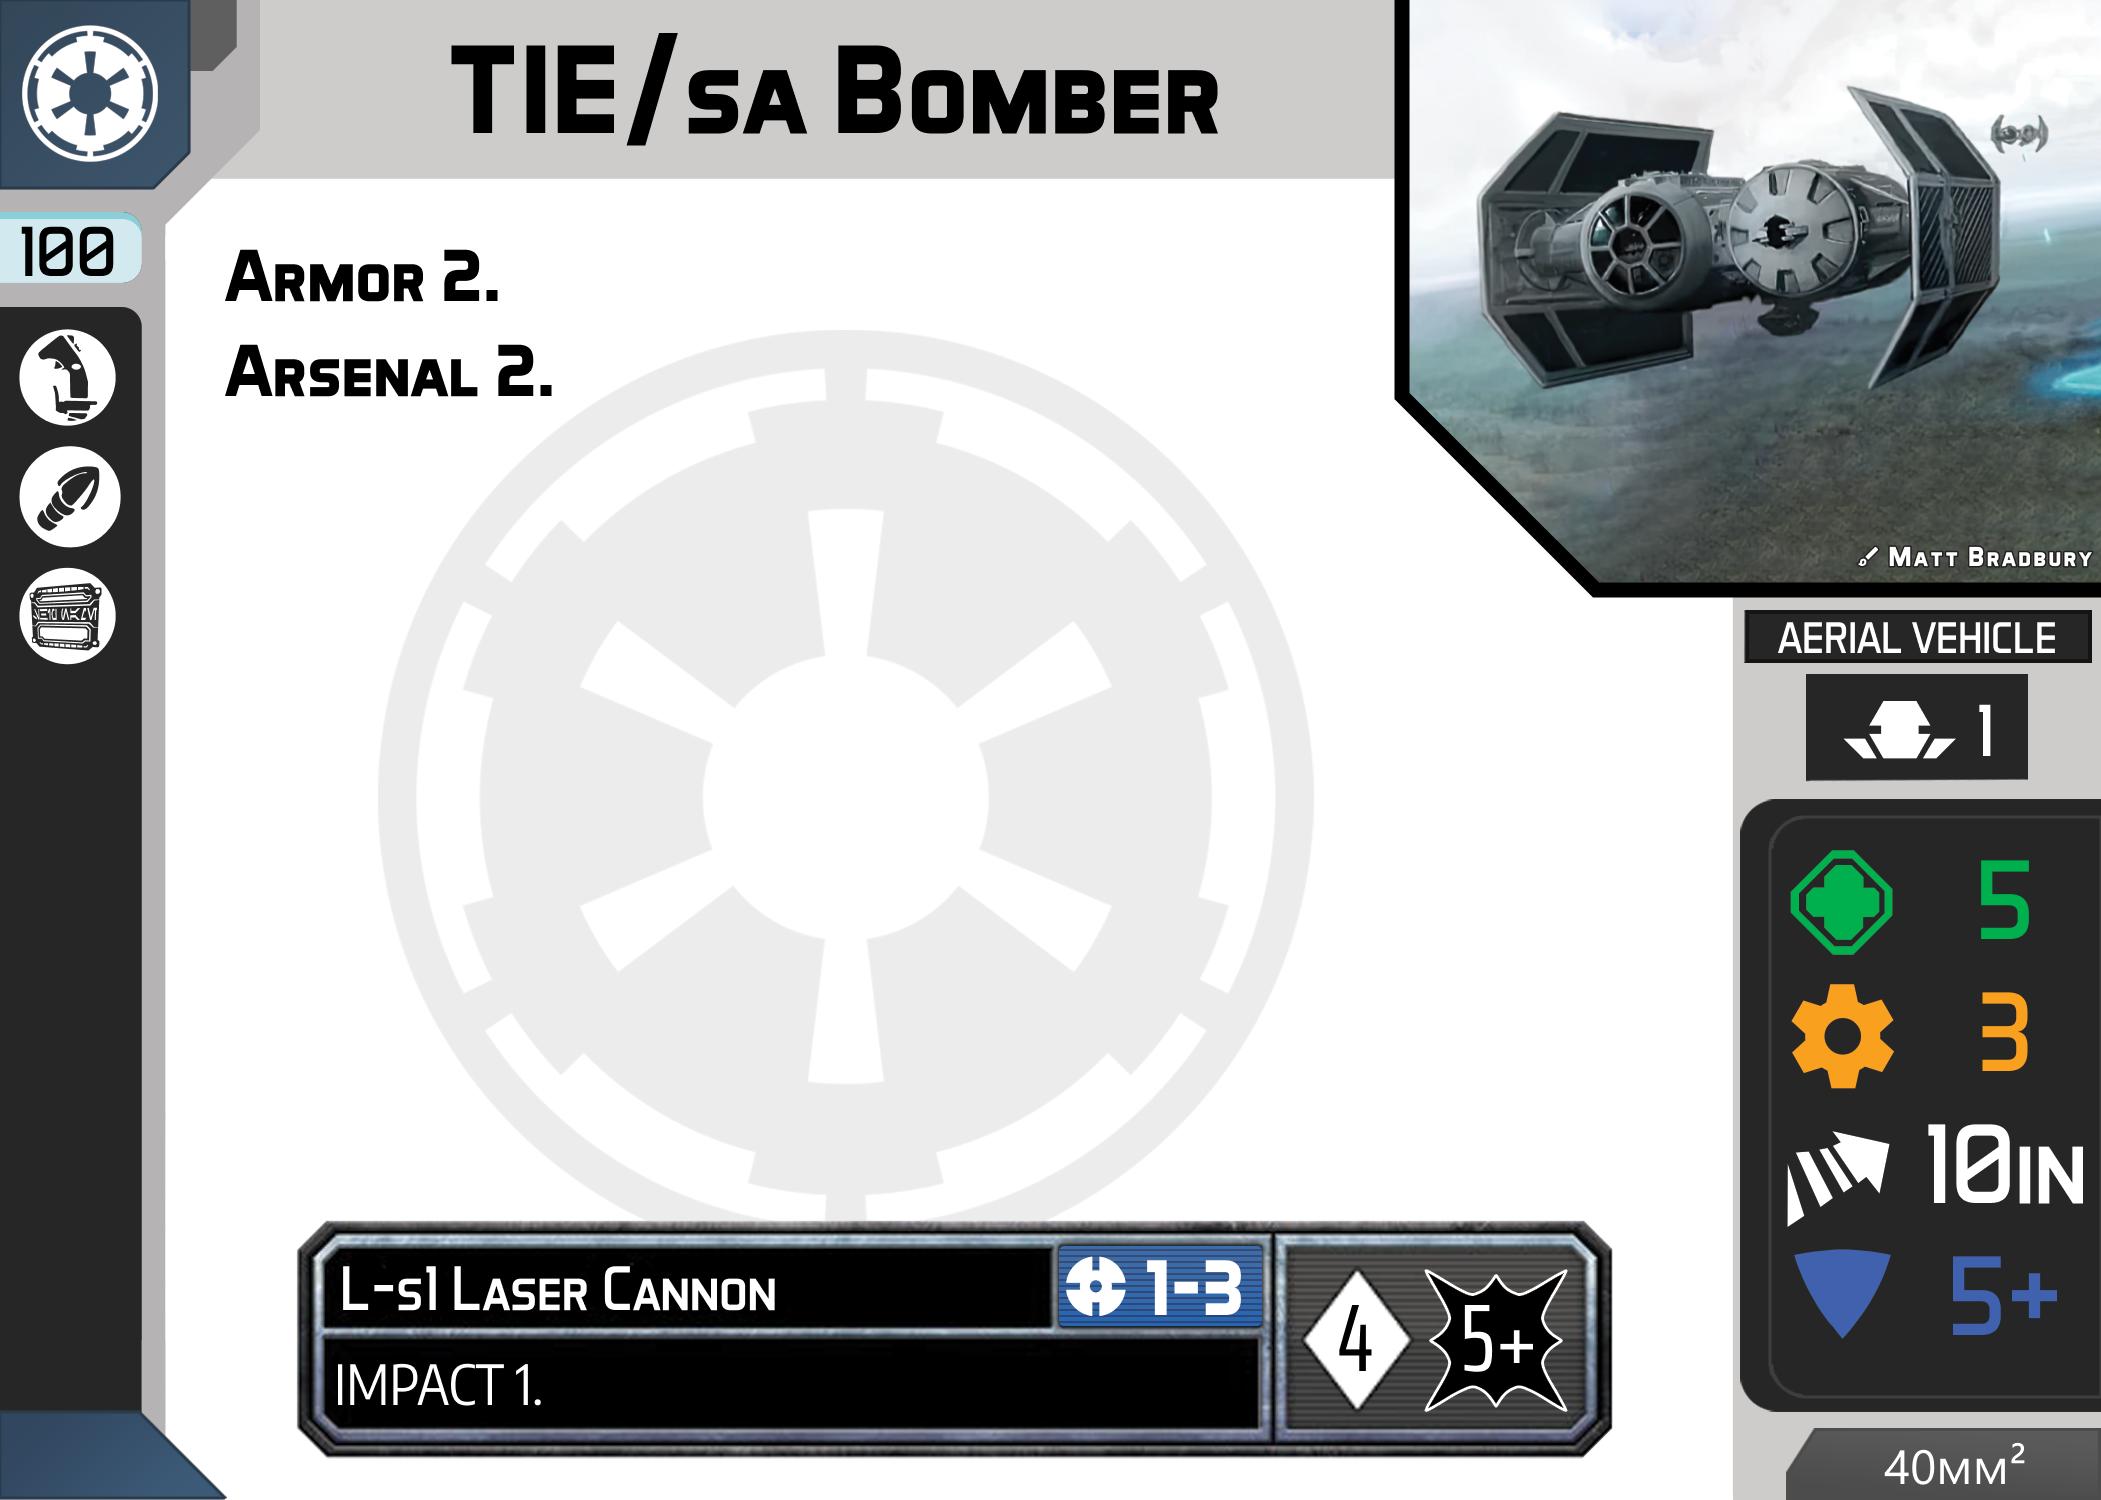 TIE/sa Bomber
100
Armor 2.
Arsenal 2.
Matt Bradbury
AERIAL VEHICLE
1
5
3
10in
5+
L-s1 Laser Cannon
1-3
4
5+
IMPACT 1.
40mm²